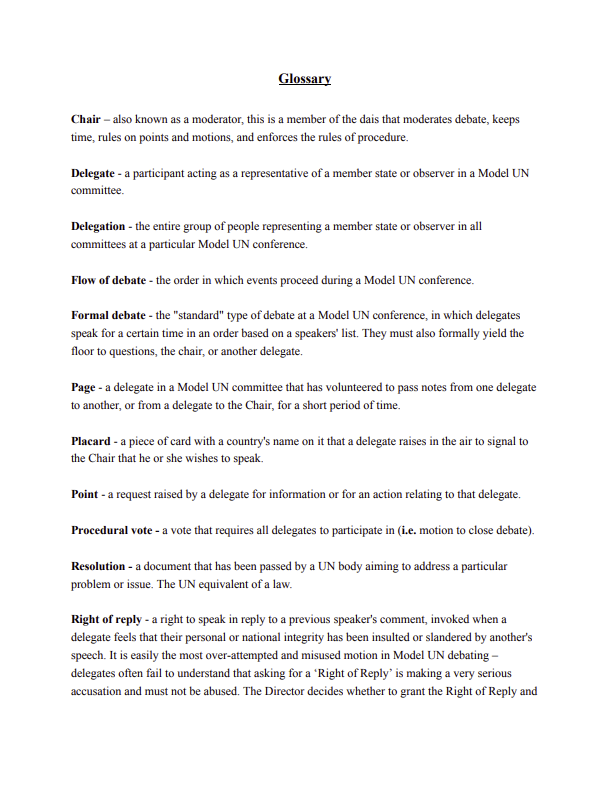 Glossary
Chair – also known as a moderator, this is a member of the dais that moderates debate, keeps
time, rules on points and motions, and enforces the rules of procedure.
Delegate - a participant acting as a representative of a member state or observer in a Model UN
committee.
Delegation - the entire group of people representing a member state or observer in all
committees at a particular Model UN conference.
Flow of debate - the order in which events proceed during a Model UN conference.
Formal debate - the "standard" type of debate at a Model UN conference, in which delegates
speak for a certain time in an order based on a speakers' list. They must also formally yield the
floor to questions, the chair, or another delegate.
Page - a delegate in a Model UN committee that has volunteered to pass notes from one delegate
to another, or from a delegate to the Chair, for a short period of time.
Placard - a piece of card with a country's name on it that a delegate raises in the air to signal to
the Chair that he or she wishes to speak.
Point - a request raised by a delegate for information or for an action relating to that delegate.
Procedural vote - a vote that requires all delegates to participate in (i.e. motion to close debate).
Resolution - a document that has been passed by a UN body aiming to address a particular
problem or issue. The UN equivalent of a law.
Right of reply - a right to speak in reply to a previous speaker's comment, invoked when a
delegate feels that their personal or national integrity has been insulted or slandered by another's
speech. It is easily the most over-attempted and misused motion in Model UN debating –
delegates often fail to understand that asking for a ‘Right of Reply’ is making a very serious
accusation and must not be abused. The Director decides whether to grant the Right of Reply and